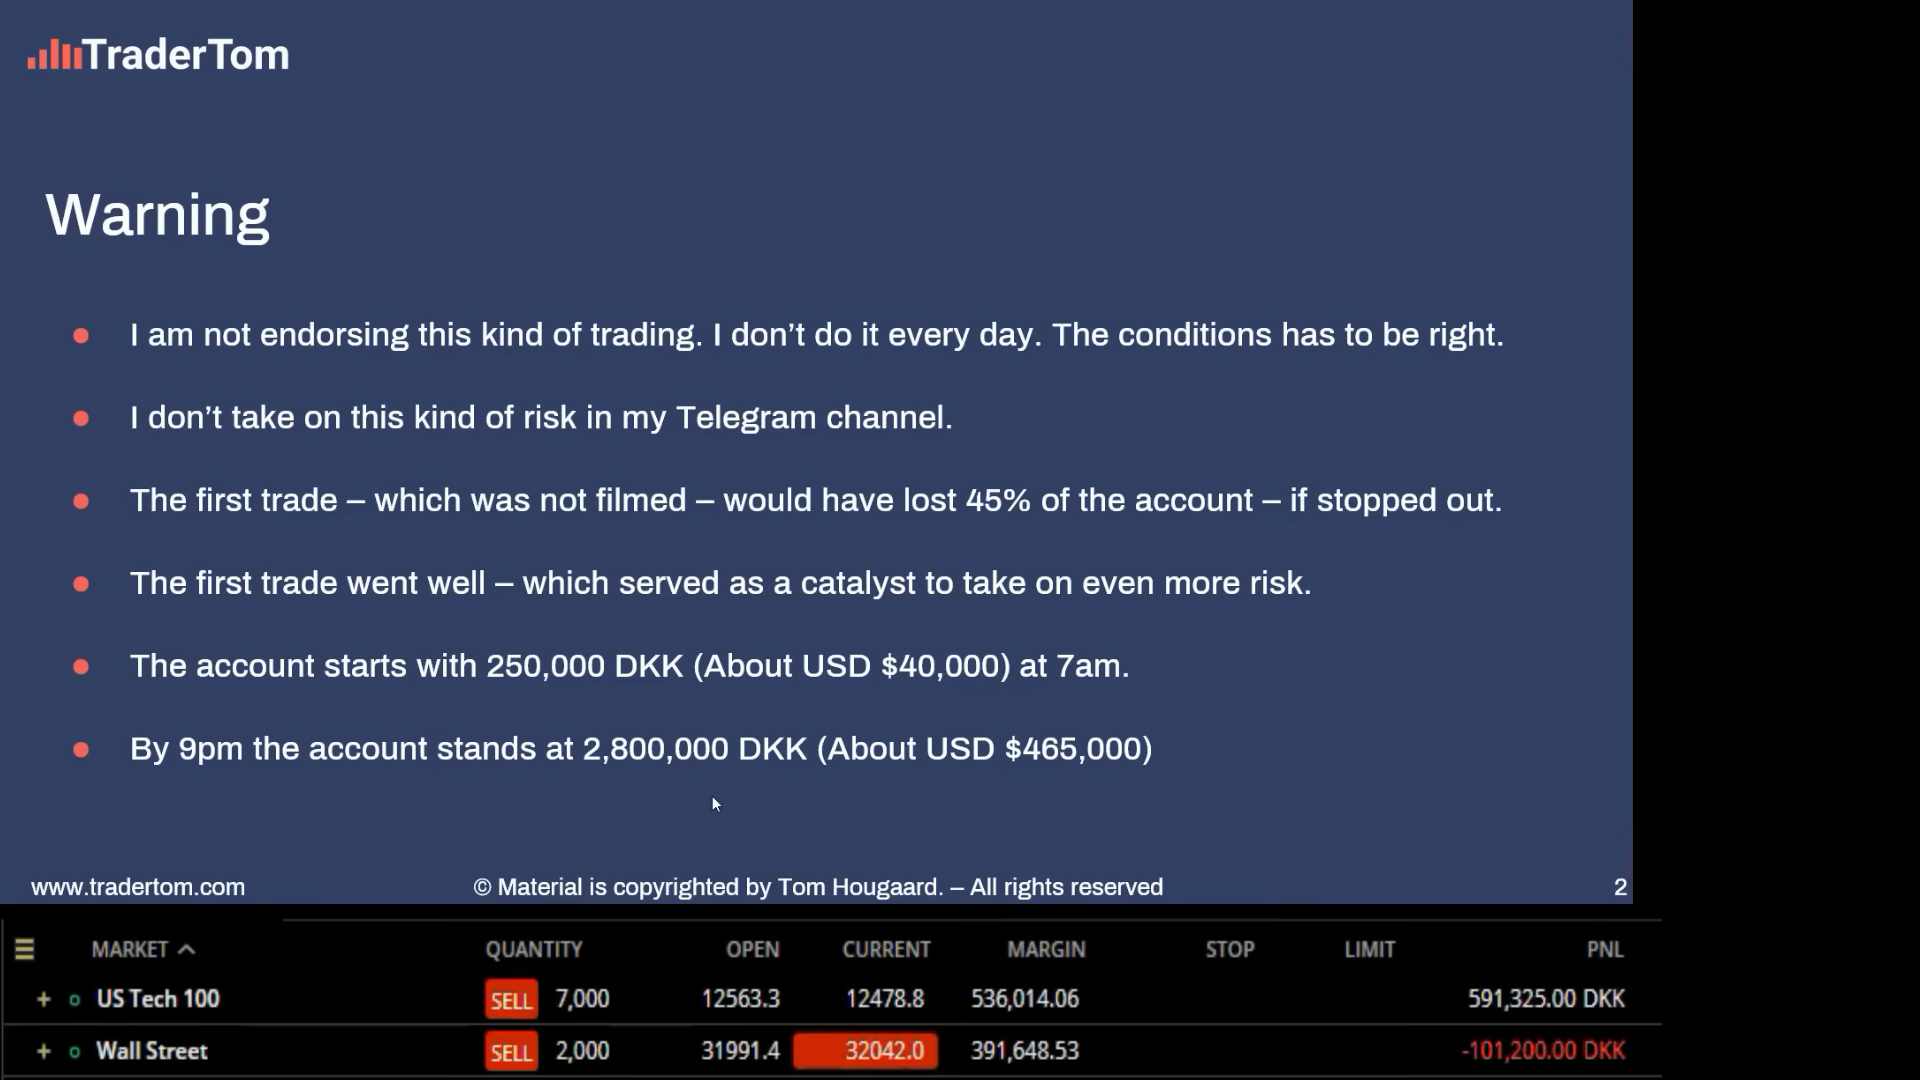 TraderTom
Warning
I am not endorsing this kind of trading. I don't do it every day. The conditions has to be right.
I don't take on this kind of risk in my Telegram channel.
The first trade – which was not filmed – would have lost 45% of the account – if stopped out.
The first trade went well – which served as a catalyst to take on even more risk.
The account starts with 250,000 DKK (About USD $40,000) at 7am.
By 9pm the account stands at 2,800,000 DKK (About USD $465,000)
www.tradertom.com © Material is copyrighted by Tom Hougaard. – All rights reserved 2
MARKET QUANTITY OPEN CURRENT MARGIN STOP LIMIT PNL
US Tech 100 SELL 7,000 12563.3 12478.8 536,014.06 591,325.00 DKK
Wall Street SELL 2,000 31991.4 32042.0 391,648.53 -101,200.00 DKK